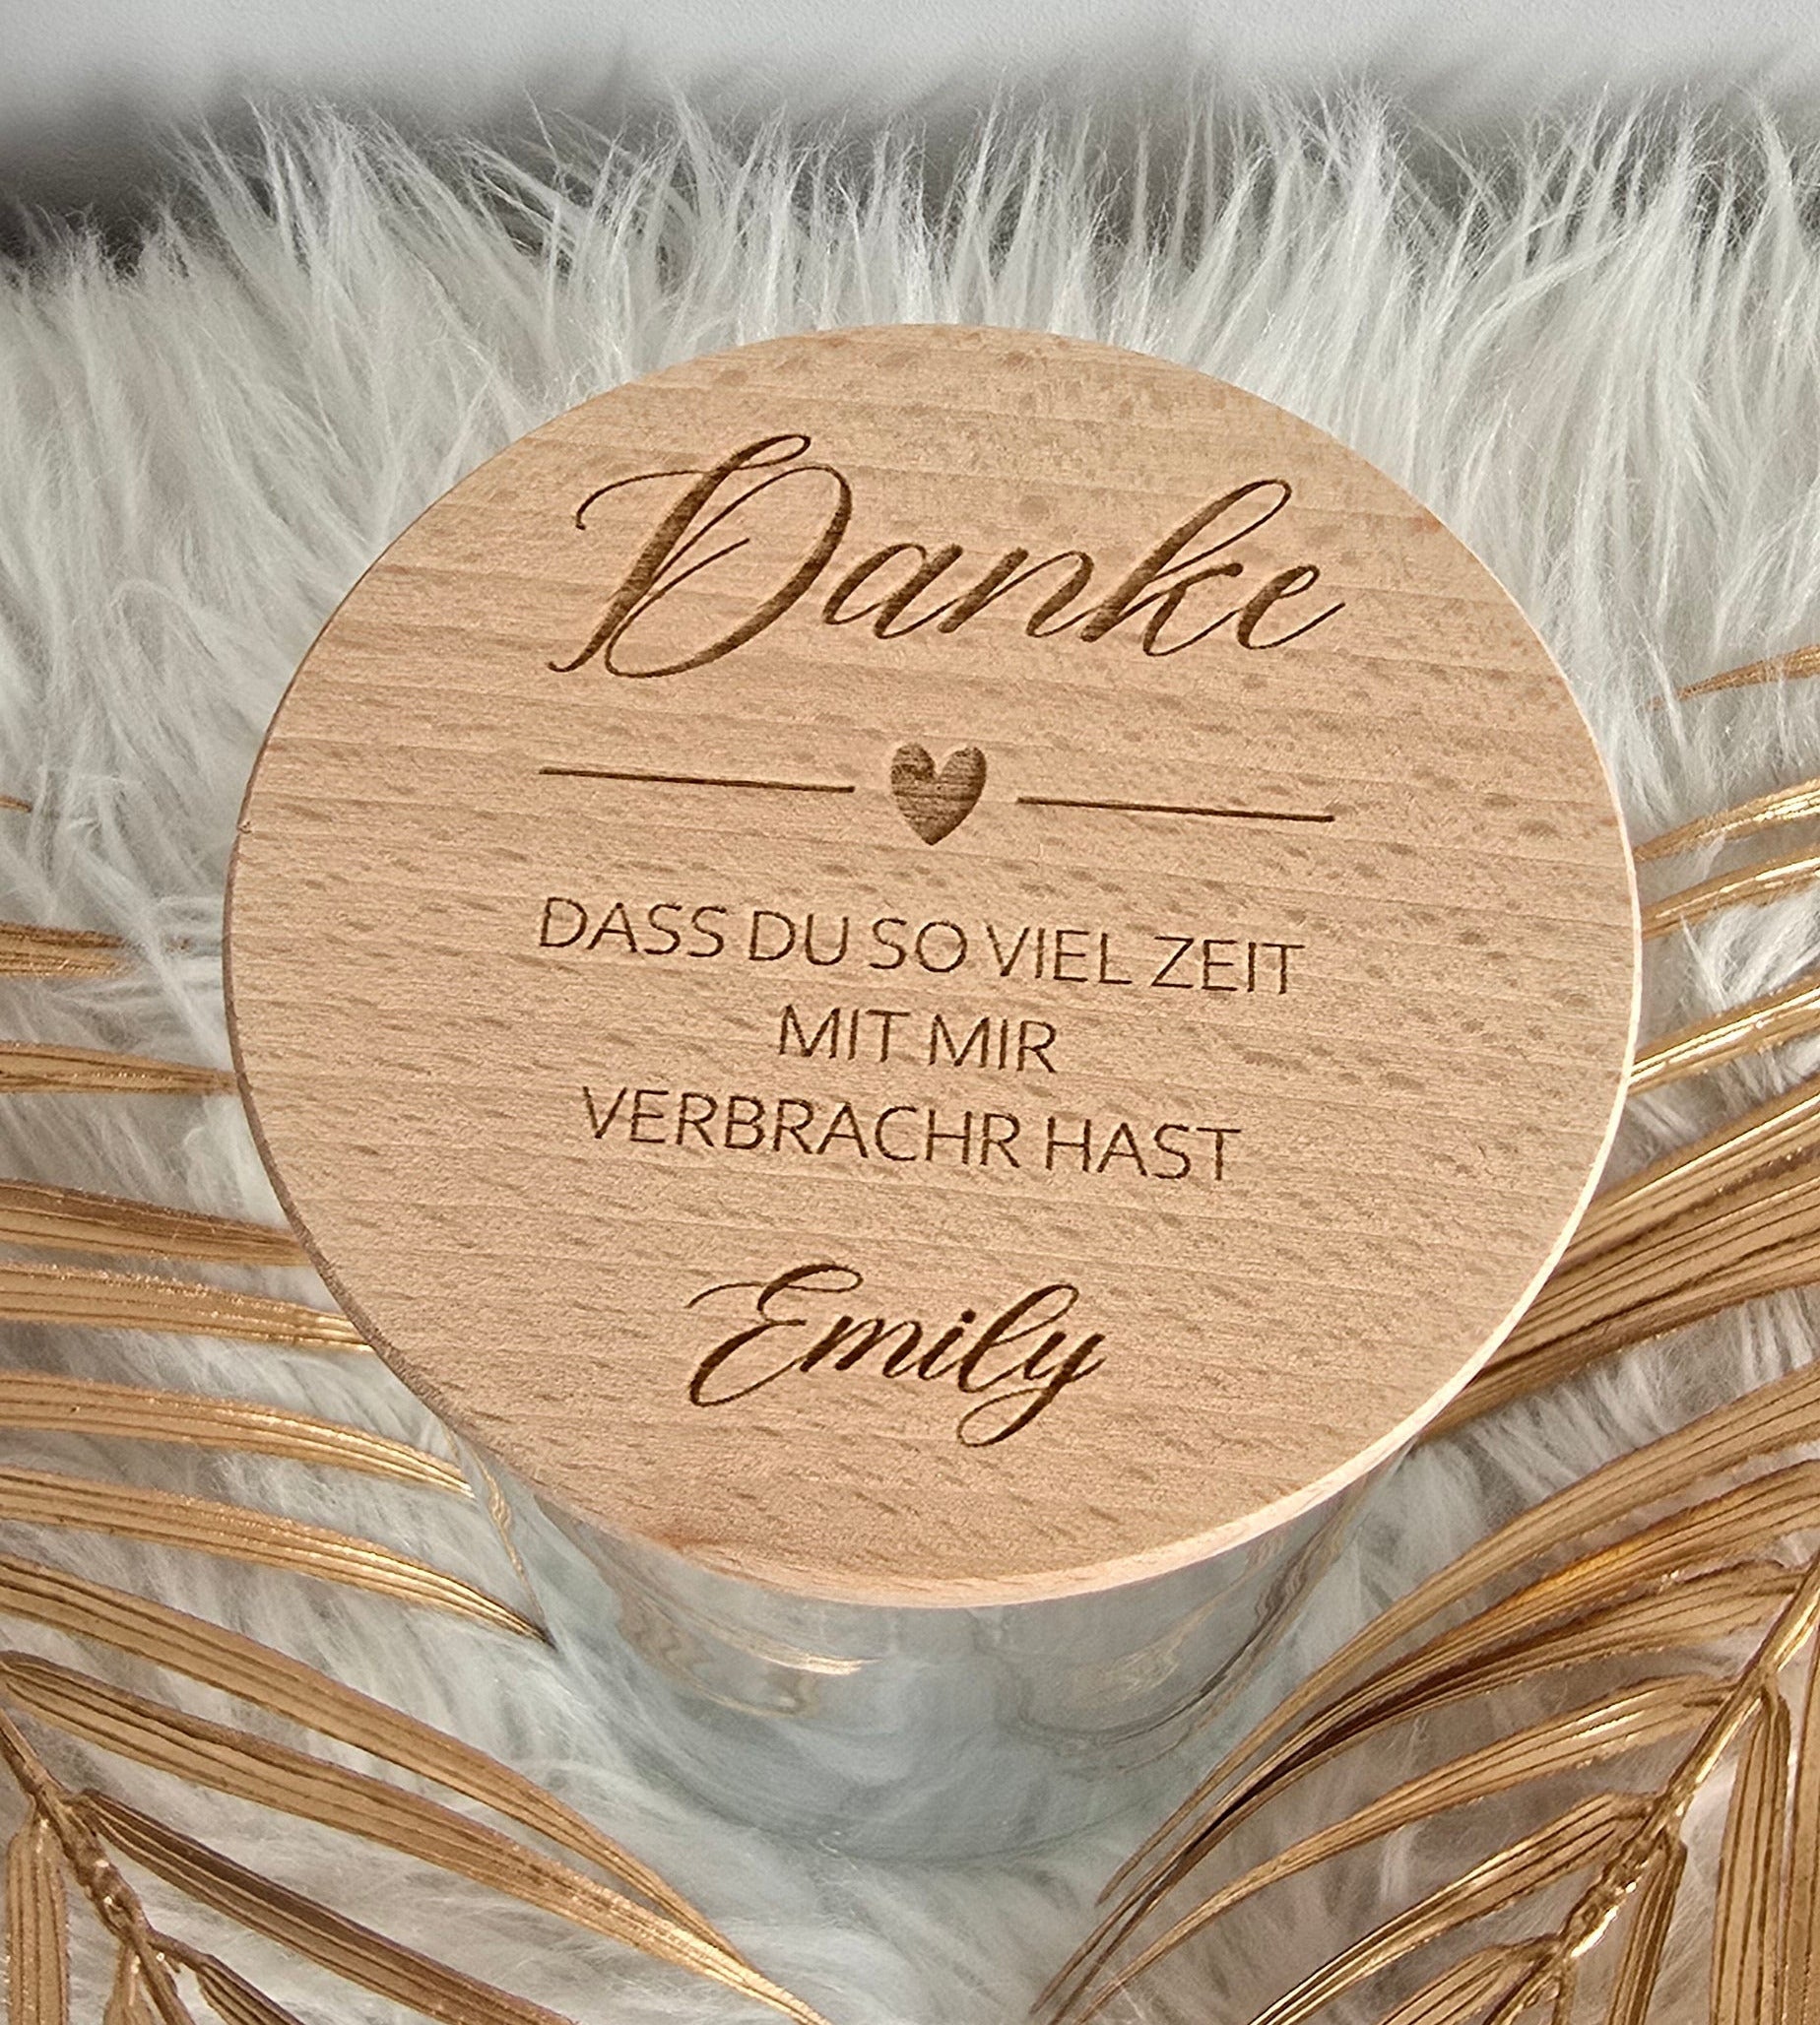 Danke
DASS DU SO VIEL ZEIT
MIT MIR
VERBRACHR HAST
Emily